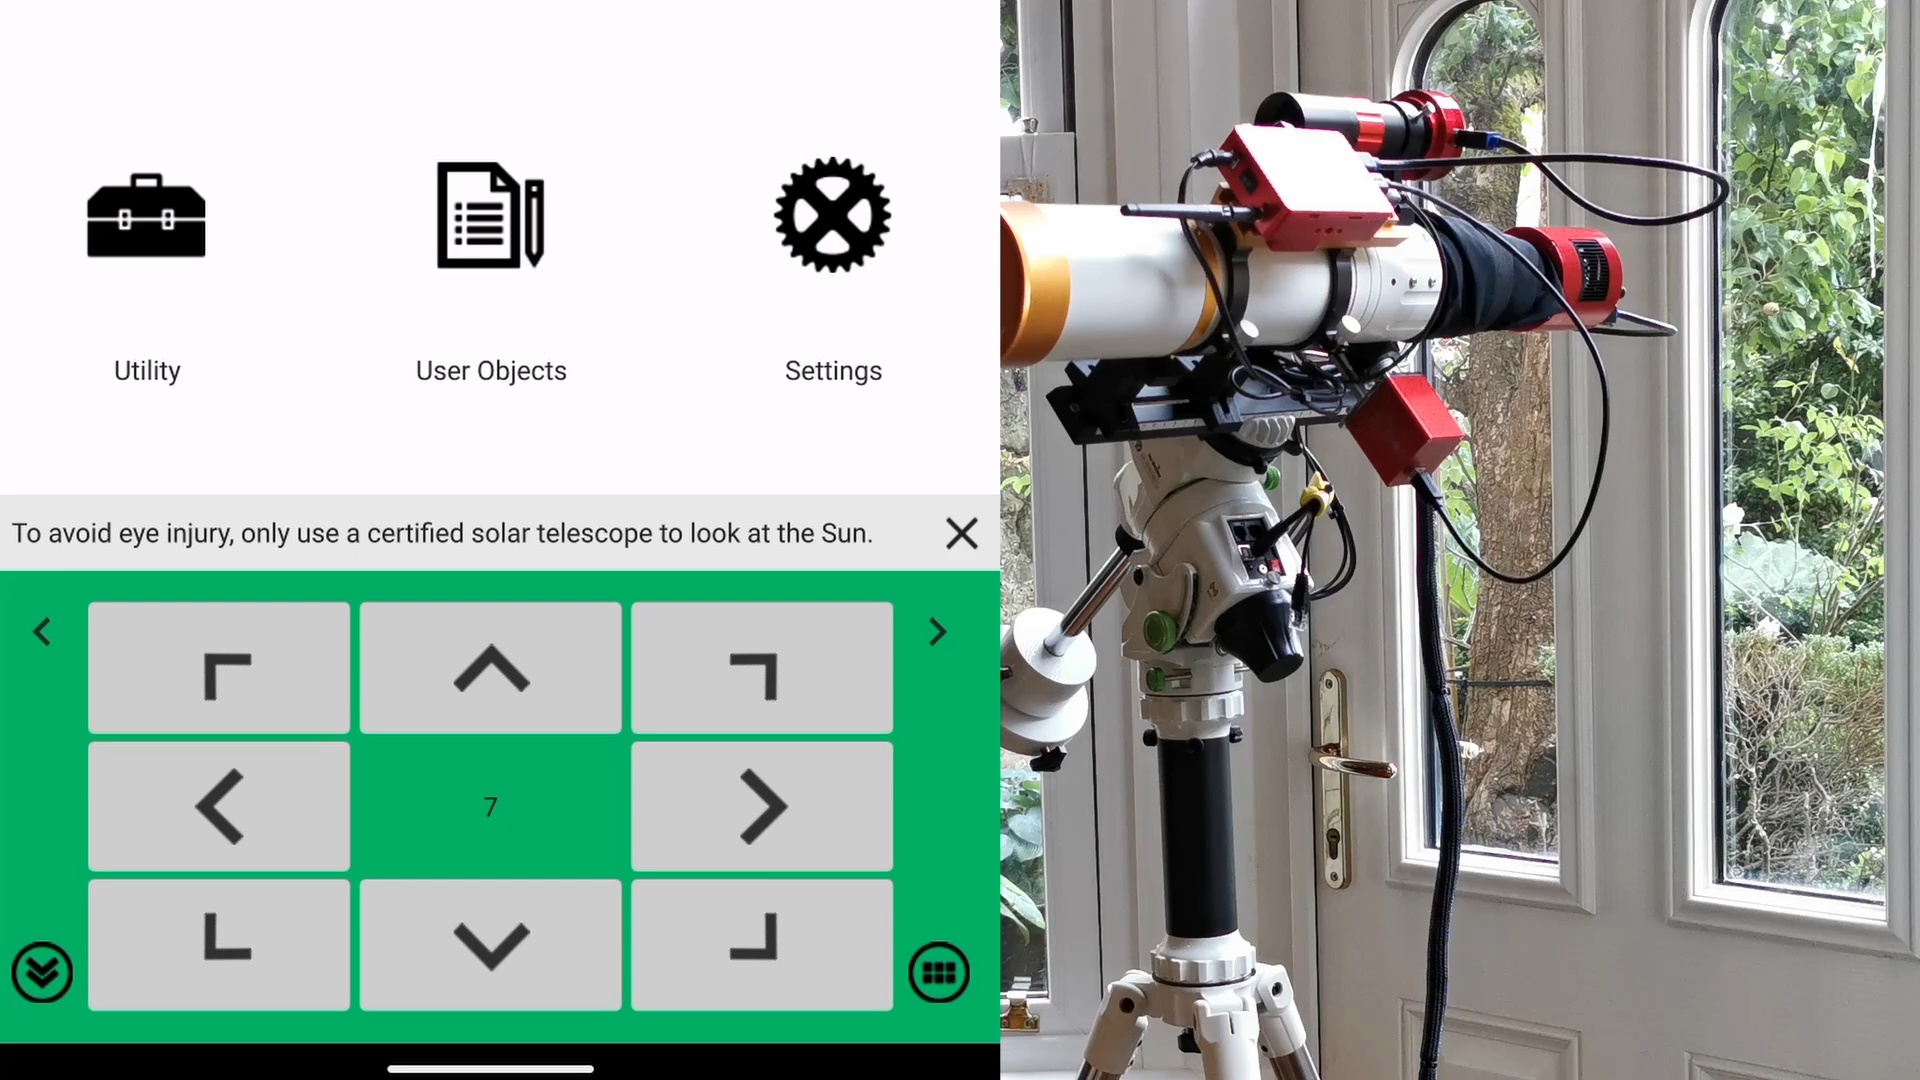 Utility
User Objects
Settings
To avoid eye injury, only use a certified solar telescope to look at the Sun.
7